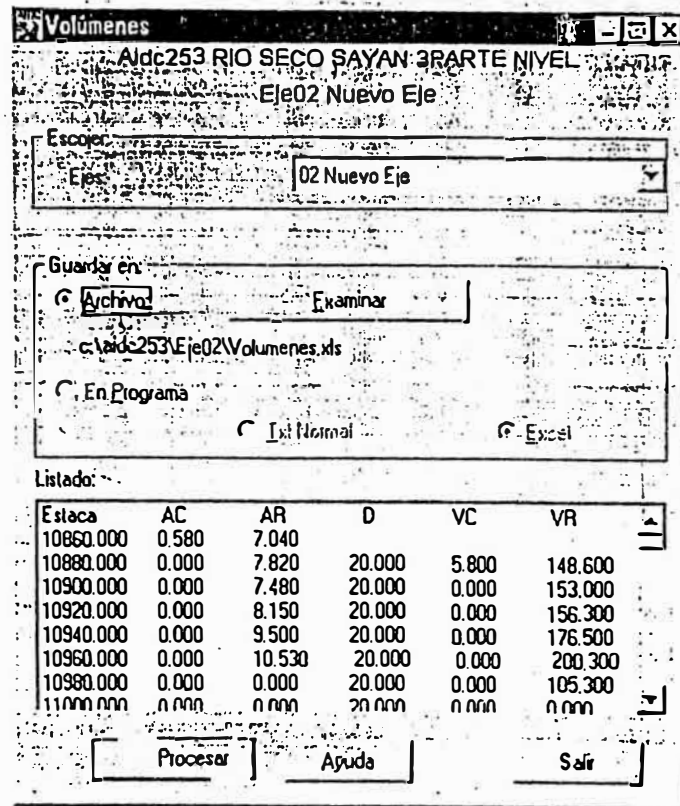 Volúmenes
Aldc253 RIO SECO SAYAN 3RARTE NIVEL
Eje02 Nuevo Eje
Escojer
Ejes 02 Nuevo Eje
Guardar en:
Archivo: Examinar
c:\aldc253\Eje02\Volumenes.xls
En Programa
Txt Normal Excel
Listado:
Estaca AC AR D VC VR
10860.000 0.580 7.040
10880.000 0.000 7.820 20.000 5.800 148.600
10900.000 0.000 7.480 20.000 0.000 153.000
10920.000 0.000 8.150 20.000 0.000 156.300
10940.000 0.000 9.500 20.000 0.000 176.500
10960.000 0.000 10.530 20.000 0.000 200.300
10980.000 0.000 0.000 20.000 0.000 105.300
11000.000 0.000 0.000 20.000 0.000 0.000
Procesar Ayuda Salir